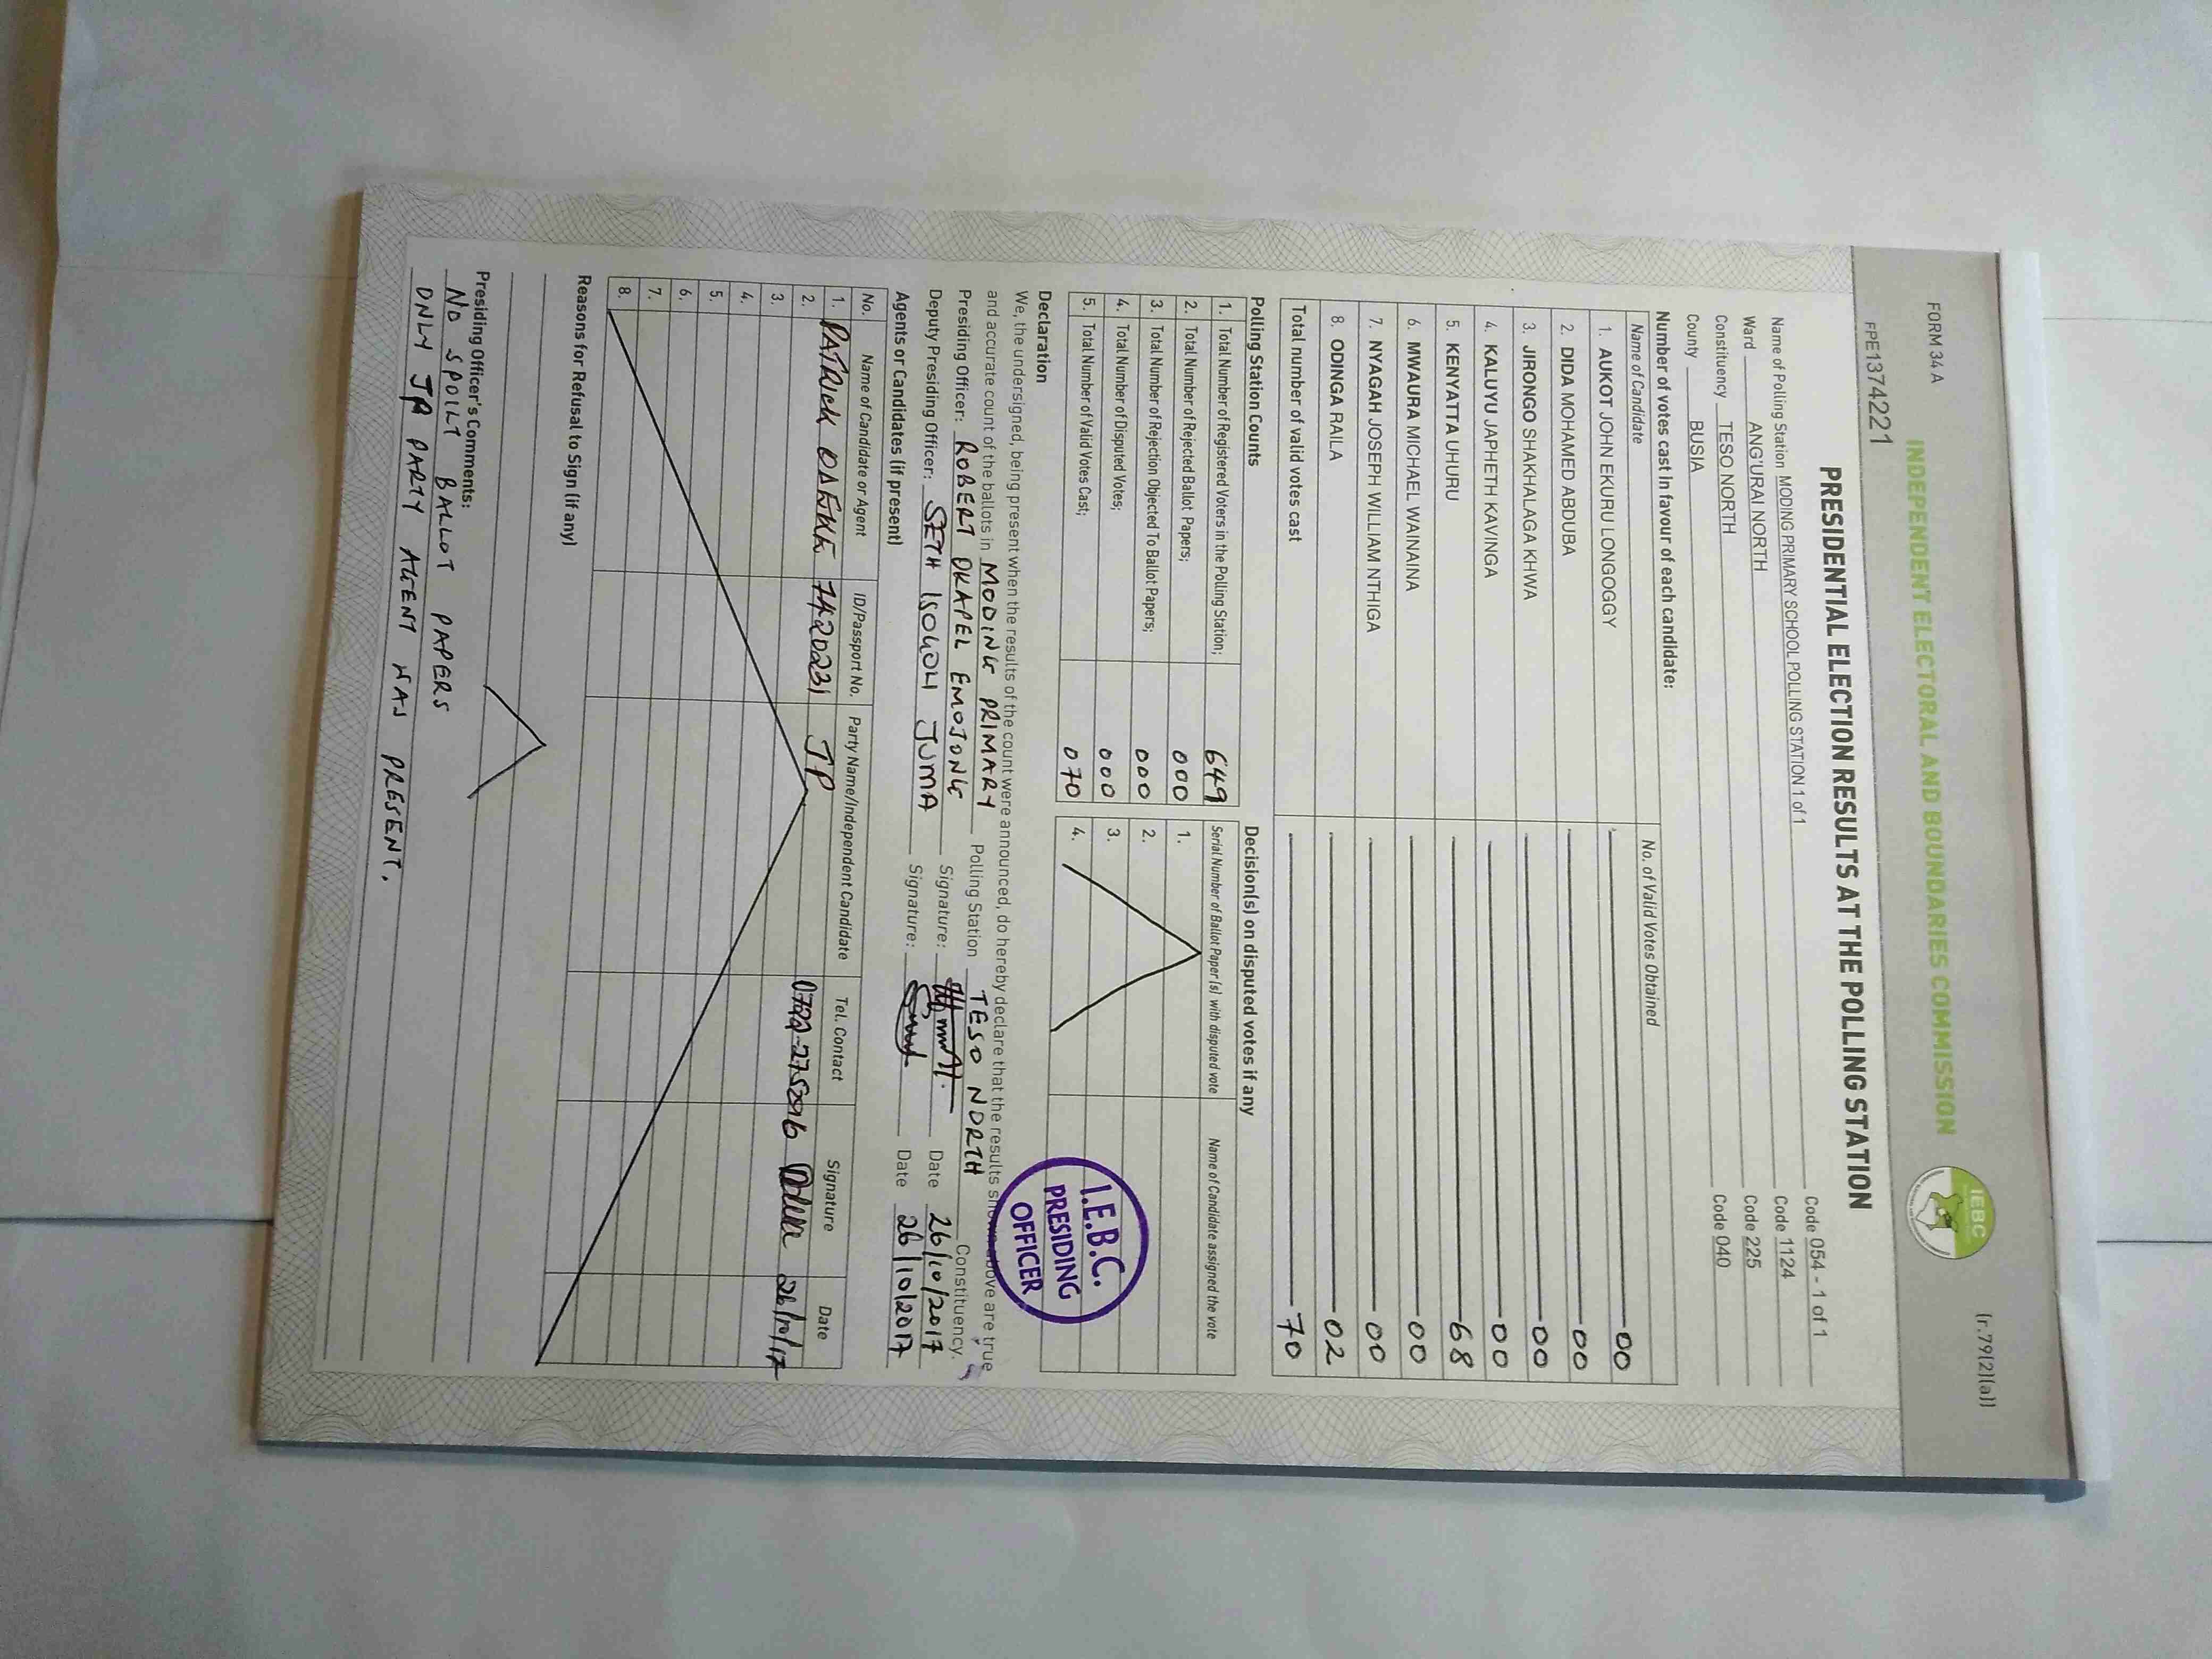 FORM 34 A
(r.79(2)(a))
INDEPENDENT ELECTORAL AND BOUNDARIES COMMISSION
IEBC
FPE1374221
PRESIDENTIAL ELECTION RESULTS AT THE POLLING STATION
Name of Polling Station MODING PRIMARY SCHOOL POLLING STATION 1 of 1 Code 054 - 1 of 1
Ward ANG'URAI NORTH Code 1124
Constituency TESO NORTH Code 225
County BUSIA Code 040
Number of votes cast in favour of each candidate:
Name of Candidate No. of Valid Votes Obtained
1. AUKOT JOHN EKURU LONGOGGY 00
2. DIDA MOHAMED ABDUBA 00
3. JIRONGO SHAKHALAGA KHWA 00
4. KALUYU JAPHETH KAVINGA 00
5. KENYATTA UHURU 68
6. MWAURA MICHAEL WAINAINA 00
7. NYAGAH JOSEPH WILLIAM NTHIGA 00
8. ODINGA RAILA 02
Total number of valid votes cast 70
Polling Station Counts
1. Total Number of Registered Voters in the Polling Station; 649
2. Total Number of Rejected Ballot Papers; 000
3. Total Number of Rejection Objected To Ballot Papers; 000
4. Total Number of Disputed Votes; 000
5. Total Number of Valid Votes Cast; 070
Decision(s) on disputed votes if any
Serial Number of Ballot Paper(s) with disputed vote Name of Candidate assigned the vote
1.
2.
3.
4.
I.E.B.C.
PRESIDING
OFFICER
Declaration
We, the undersigned, being present when the results of the count were announced, do hereby declare that the results shown above are true
and accurate count of the ballots in MODING PRIMARY Polling Station TESO NORTH Constituency.
Presiding Officer: ROBERT OKAPEL EMOJONG Signature: Date 26/10/2017
Deputy Presiding Officer: SETH ISOGOLI JUMA Signature: Date 26/10/2017
Agents or Candidates (if present)
No. Name of Candidate or Agent ID/Passport No. Party Name/Independent Candidate Tel. Contact Signature Date
1. PATRICK JP 26/10/17
2.
3.
4.
5.
6.
7.
8.
Reasons for Refusal to Sign (if any)
Presiding Officer's Comments:
NO SPOILT BALLOT PAPERS
ONLY JP PARTY AGENT WAS PRESENT.